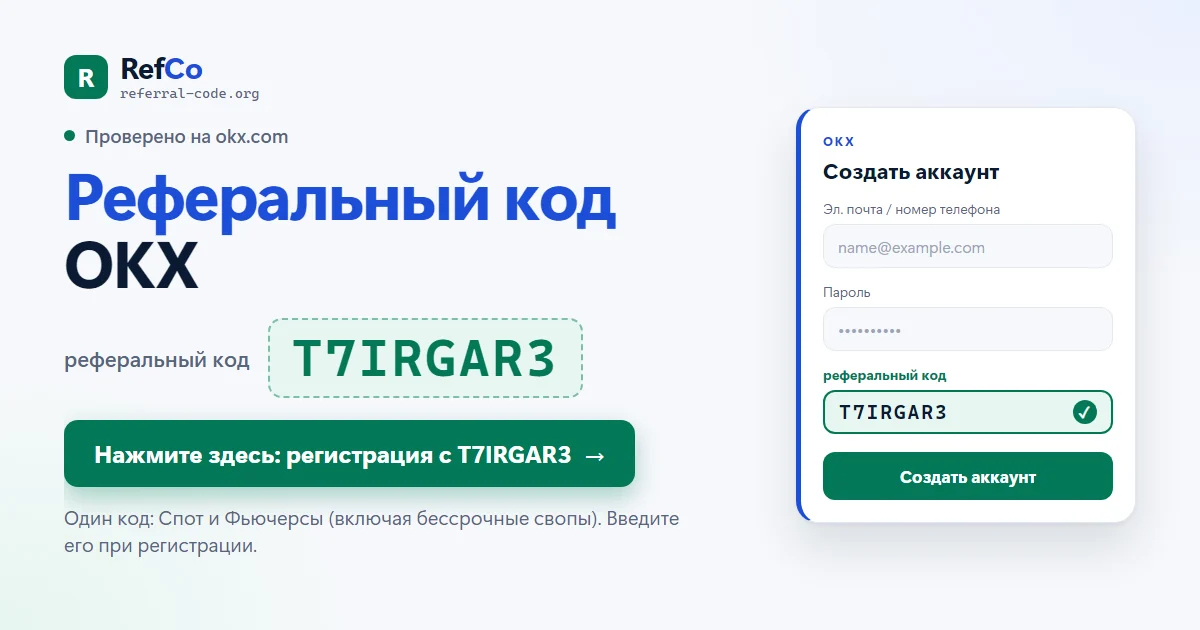 R
RefCo
referral-code.org
Проверено на okx.com
Реферальный код
OKX
реферальный код
T7IRGAR3
Нажмите здесь: регистрация с T7IRGAR3 →
Один код: Спот и Фьючерсы (включая бессрочные свопы). Введите
его при регистрации.
OKX
Создать аккаунт
Эл. почта / номер телефона
name@example.com
Пароль
••••••••••
реферальный код
T7IRGAR3 ✓
Создать аккаунт